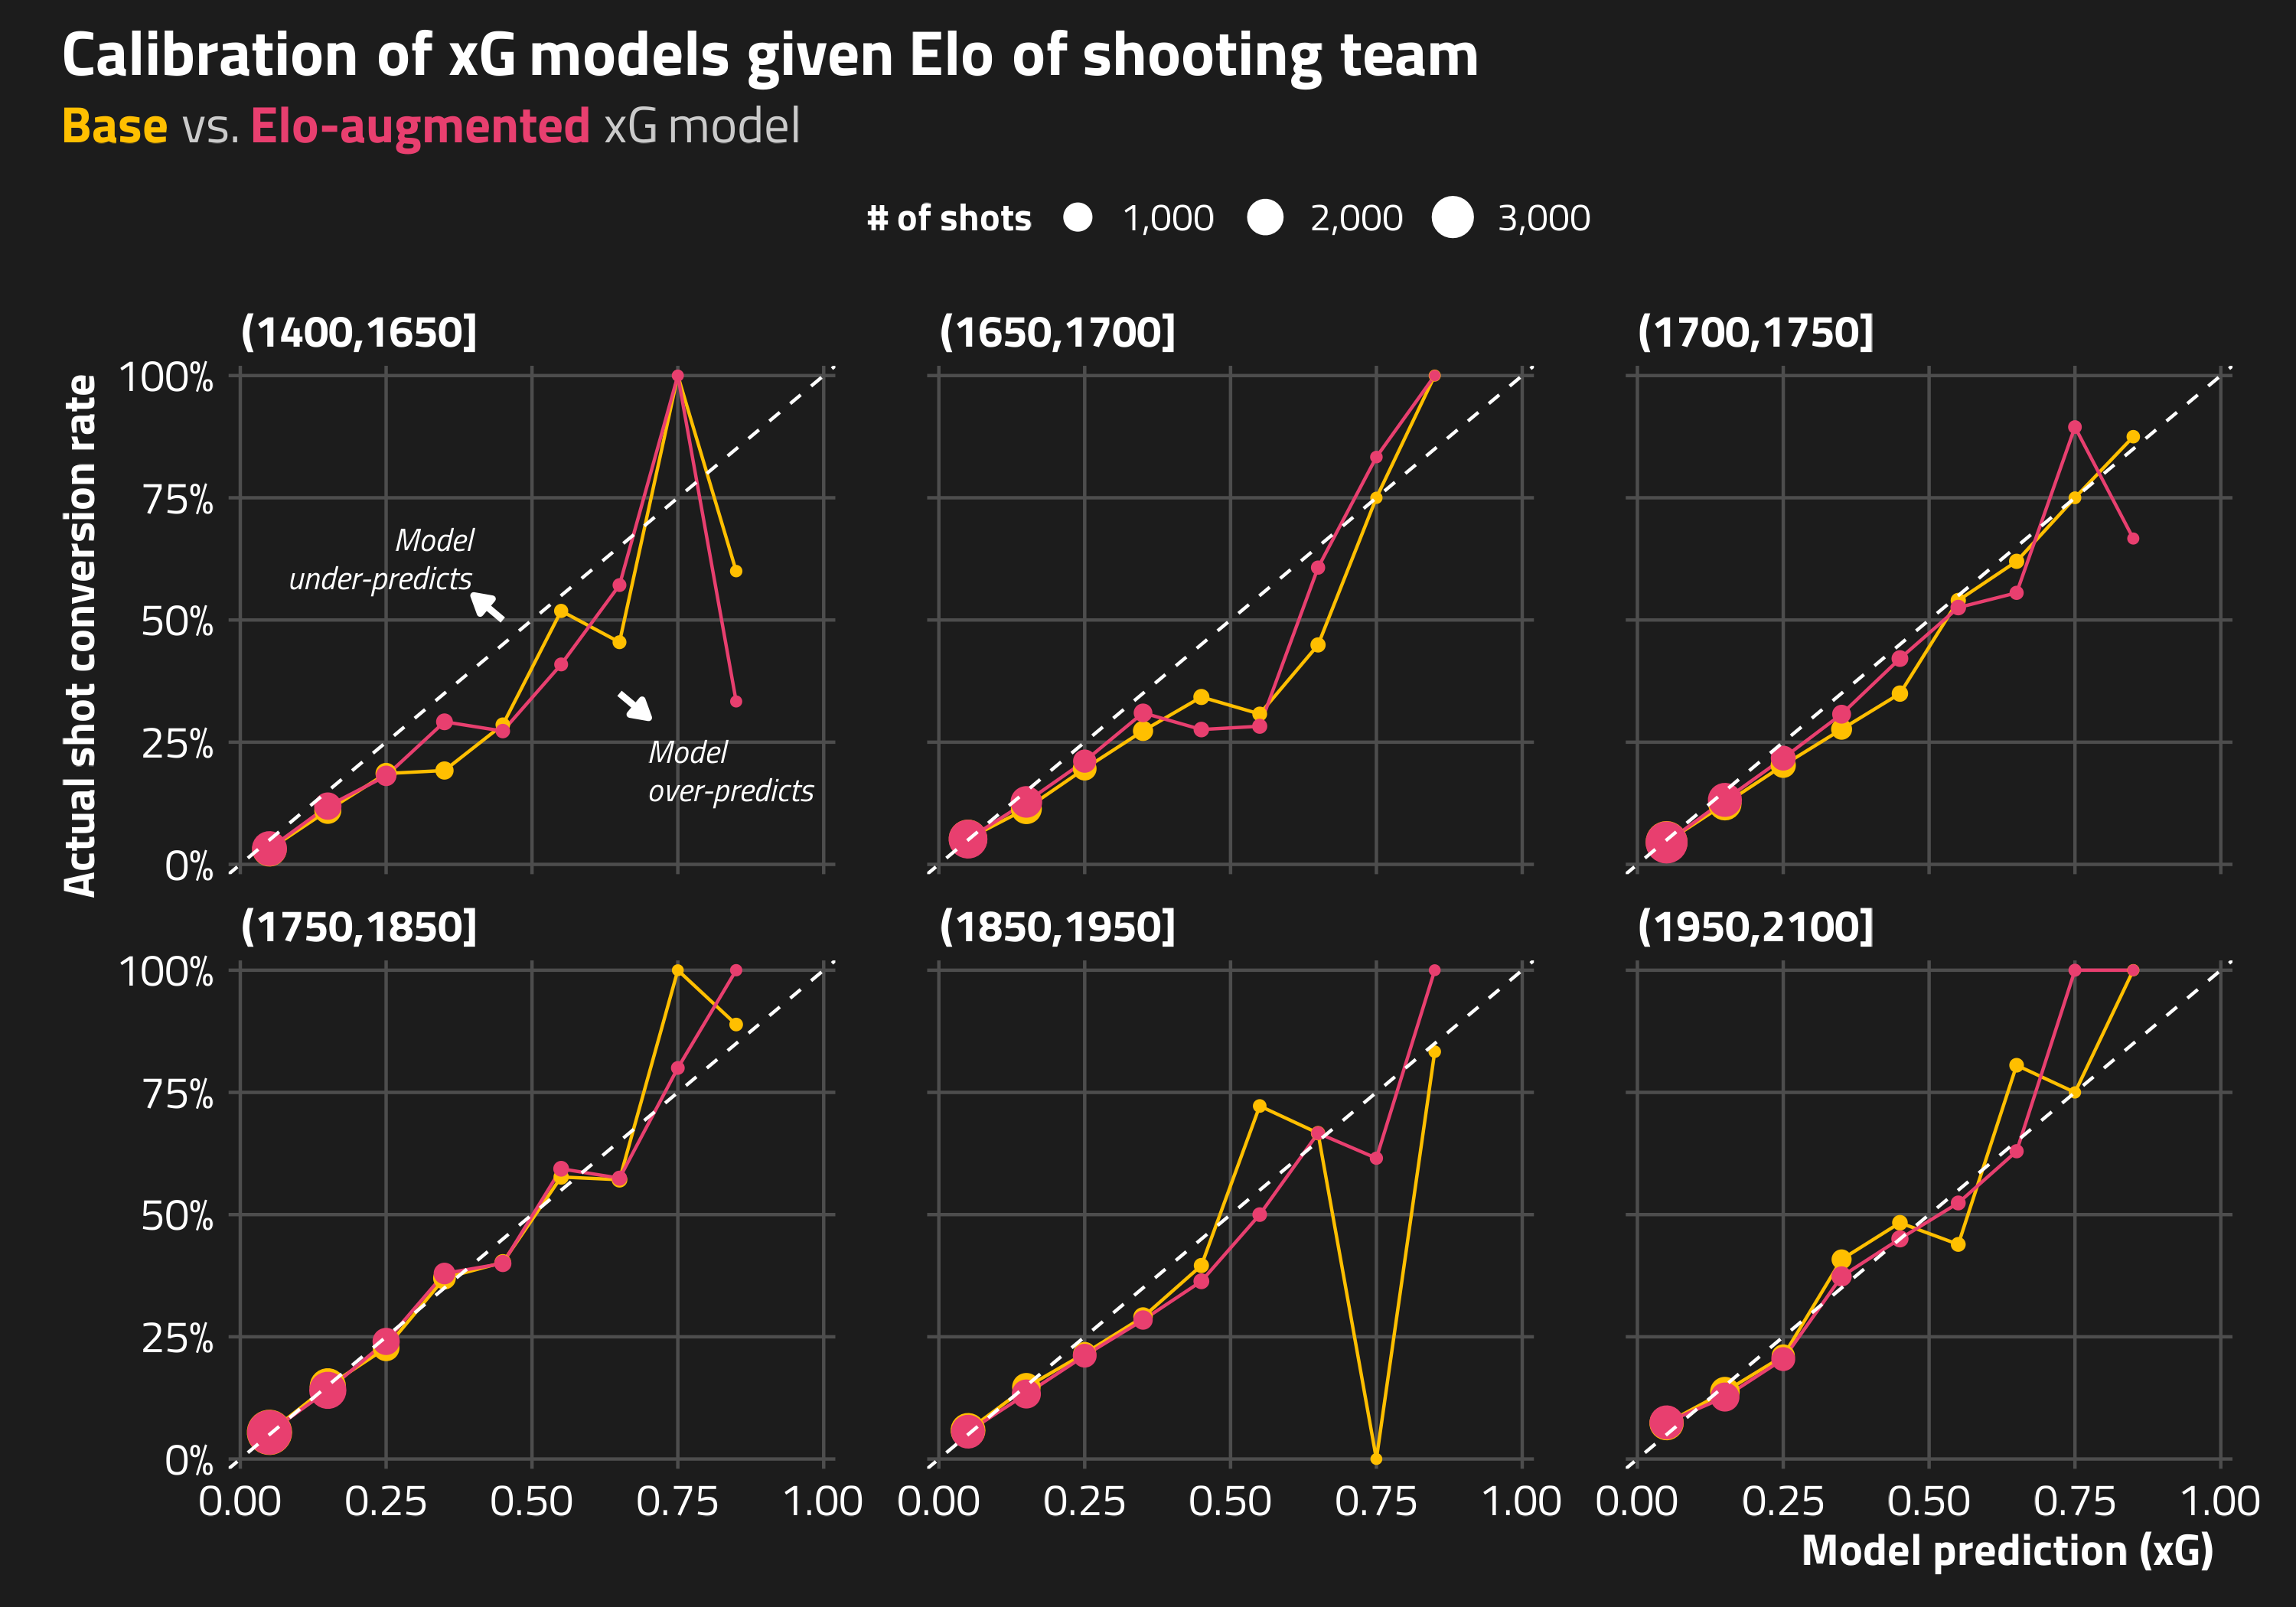 Calibration of xG models given Elo of shooting team
Base vs. Elo-augmented xG model
# of shots 1,000 2,000 3,000
(1400,1650] (1650,1700] (1700,1750]
Actual shot conversion rate
100%
75%
50%
25%
0%
Model
under-predicts
Model
over-predicts
(1750,1850] (1850,1950] (1950,2100]
100%
75%
50%
25%
0%
0.00 0.25 0.50 0.75 1.00 0.00 0.25 0.50 0.75 1.00 0.00 0.25 0.50 0.75 1.00
Model prediction (xG)